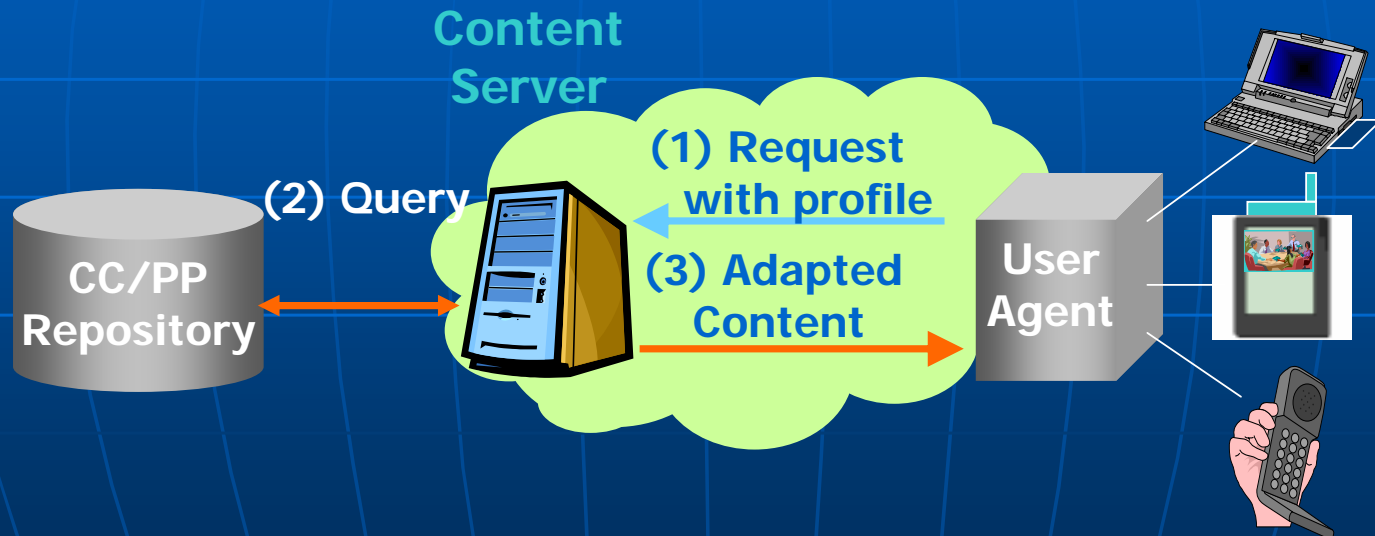 Content
Server
(1) Request
with profile
(2) Query
CC/PP
Repository
(3) Adapted
Content
User
Agent